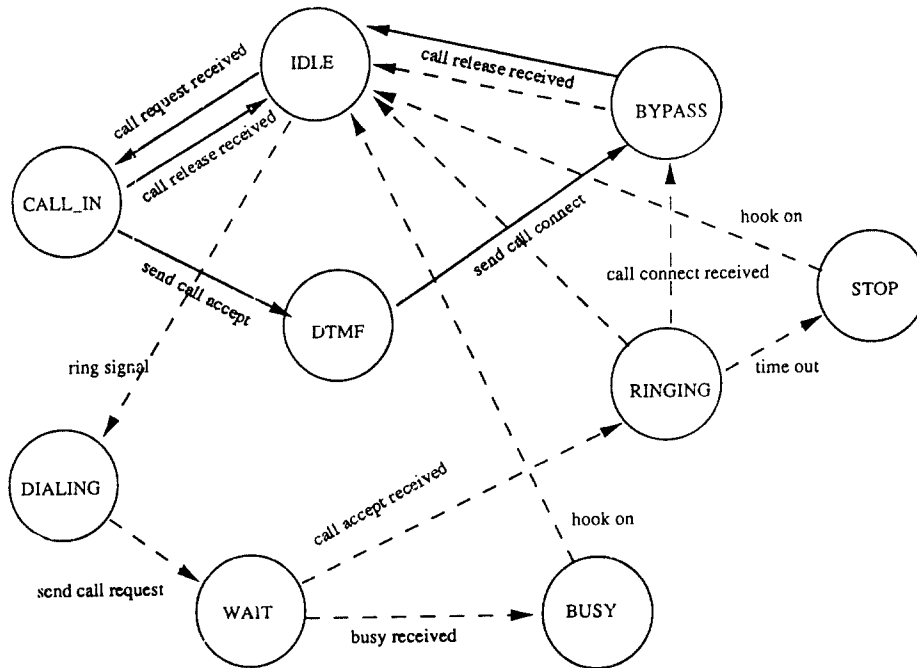 IDLE
call release received
call request received
BYPASS
call release received
CALL_IN
send call connect
hook on
send call accept
call connect received
STOP
DTMF
ring signal
time out
RINGING
call accept received
DIALING
hook on
send call request
WAIT
busy received
BUSY